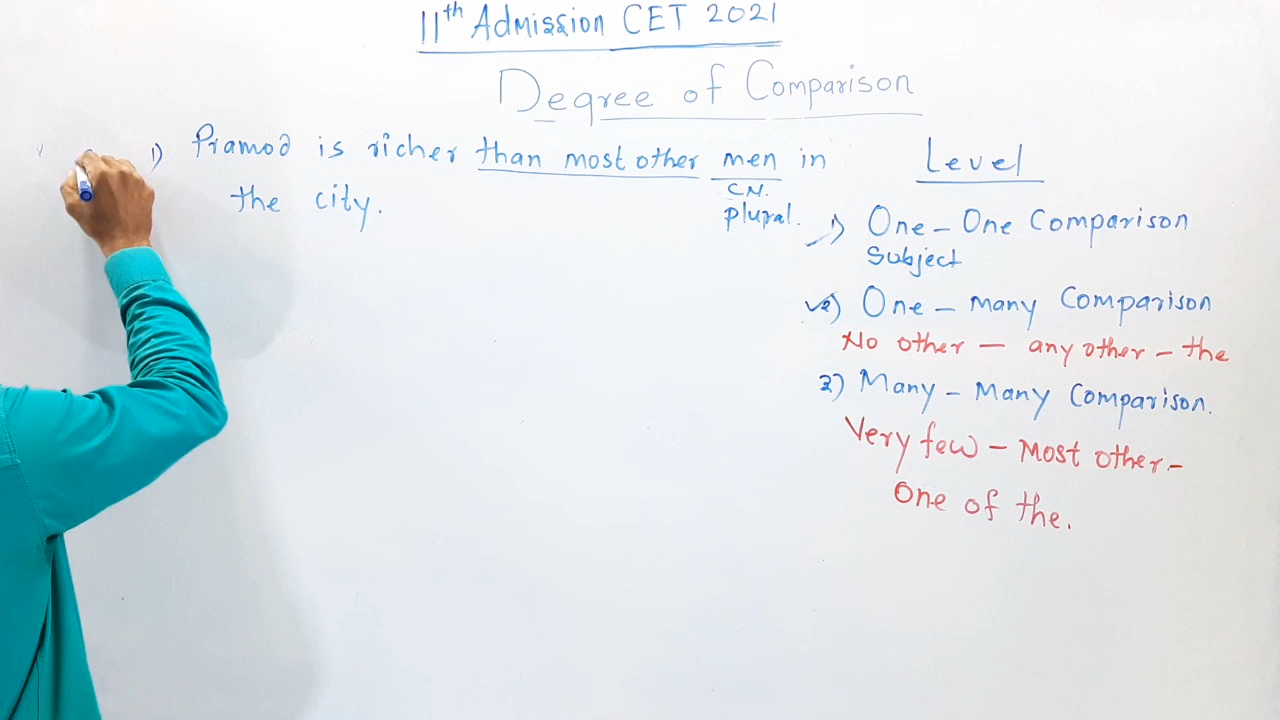 11th Admission CET 2021
Degree of Comparison
1) Pramod is richer than most other men in
the city.
CN.
plural.
Level
1) One - One Comparison
Subject
2) One - Many Comparison
No other - any other - the
3) Many - Many Comparison.
Very few - Most other -
One of the.